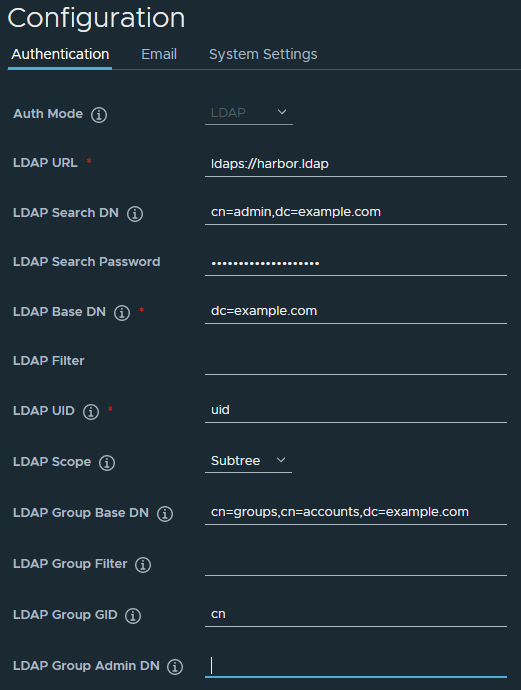 Configuration
Authentication Email System Settings
Auth Mode LDAP
LDAP URL * ldaps://harbor.ldap
LDAP Search DN cn=admin,dc=example.com
LDAP Search Password ••••••••••••••••••••
LDAP Base DN * dc=example.com
LDAP Filter
LDAP UID * uid
LDAP Scope Subtree
LDAP Group Base DN cn=groups,cn=accounts,dc=example.com
LDAP Group Filter
LDAP Group GID cn
LDAP Group Admin DN